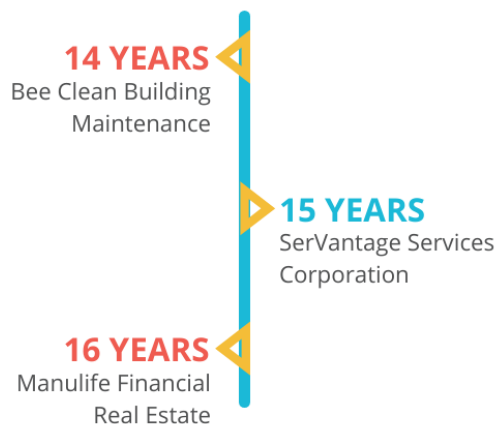 14 YEARS
Bee Clean Building
Maintenance
15 YEARS
SerVantage Services
Corporation
16 YEARS
Manulife Financial
Real Estate